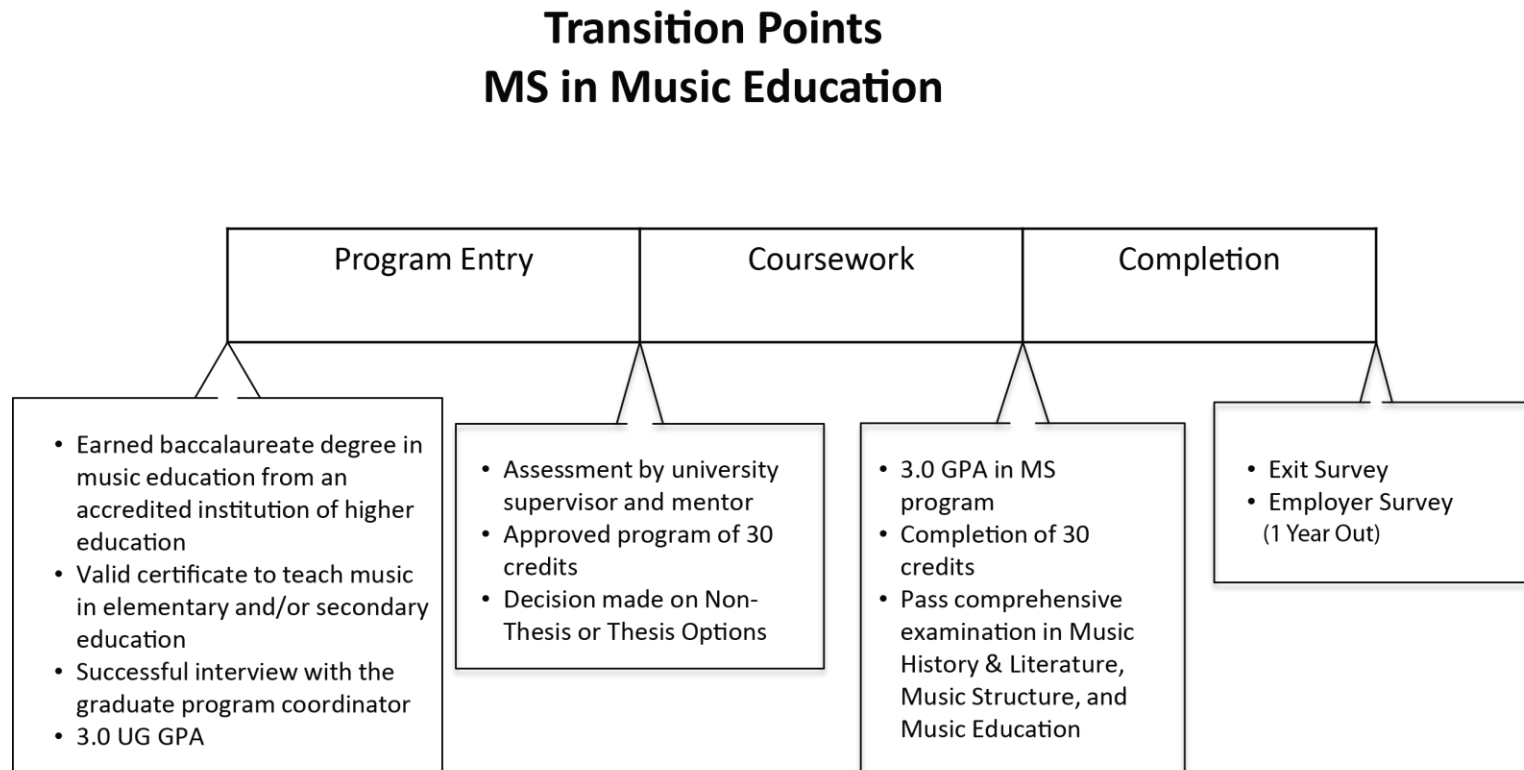 Transition Points
MS in Music Education
Program Entry
Coursework
Completion
• Earned baccalaureate degree in
music education from an
accredited institution of higher
education
• Valid certificate to teach music
in elementary and/or secondary
education
• Successful interview with the
graduate program coordinator
• 3.0 UG GPA
• Assessment by university
supervisor and mentor
• Approved program of 30
credits
• Decision made on Non-
Thesis or Thesis Options
• 3.0 GPA in MS
program
• Completion of 30
credits
• Pass comprehensive
examination in Music
History & Literature,
Music Structure, and
Music Education
• Exit Survey
• Employer Survey
(1 Year Out)